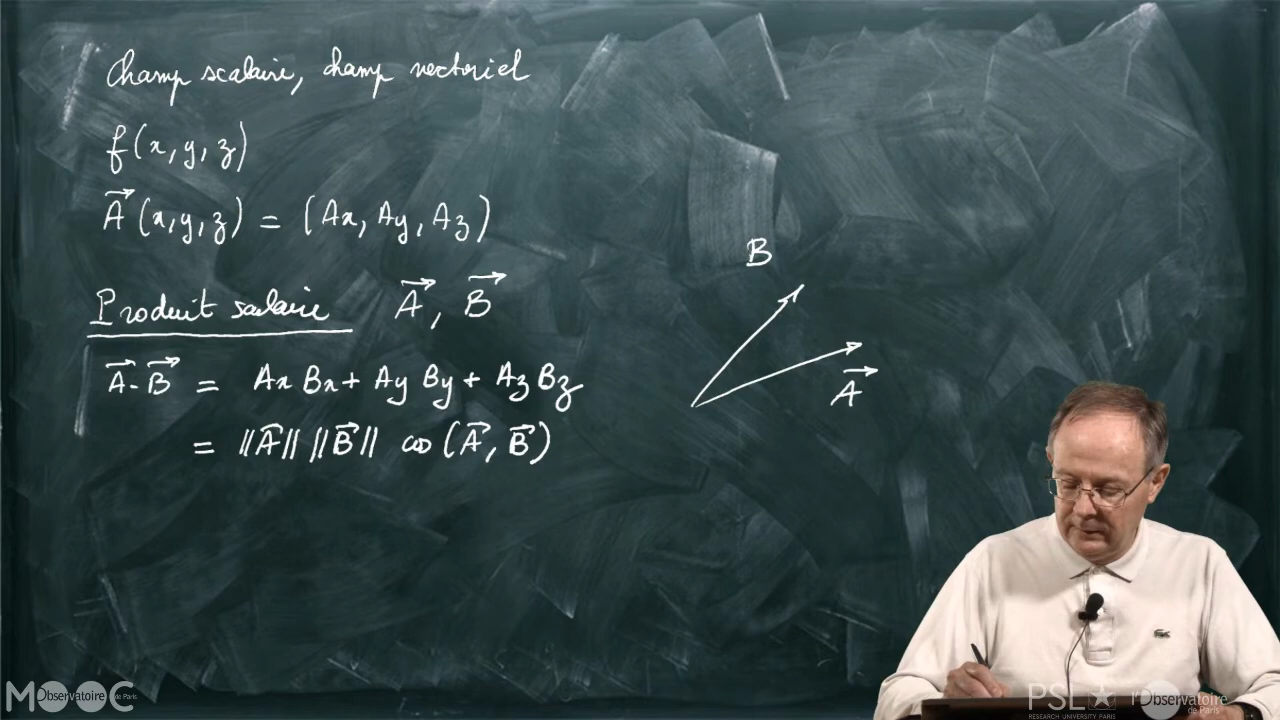 champ scalaire, champ vectoriel
f(x, y, z)
A⃗ (x, y, z) = (Ax, Ay, Az)
Produit scalaire A⃗, B⃗
B
A⃗
A⃗ - B⃗ = Ax Bx + Ay By + Az Bz
= ||A⃗|| ||B⃗|| cos (A⃗, B⃗)
MOOC Observatoire de Paris
PSL★ l'Observatoire de Paris
RESEARCH UNIVERSITY PARIS